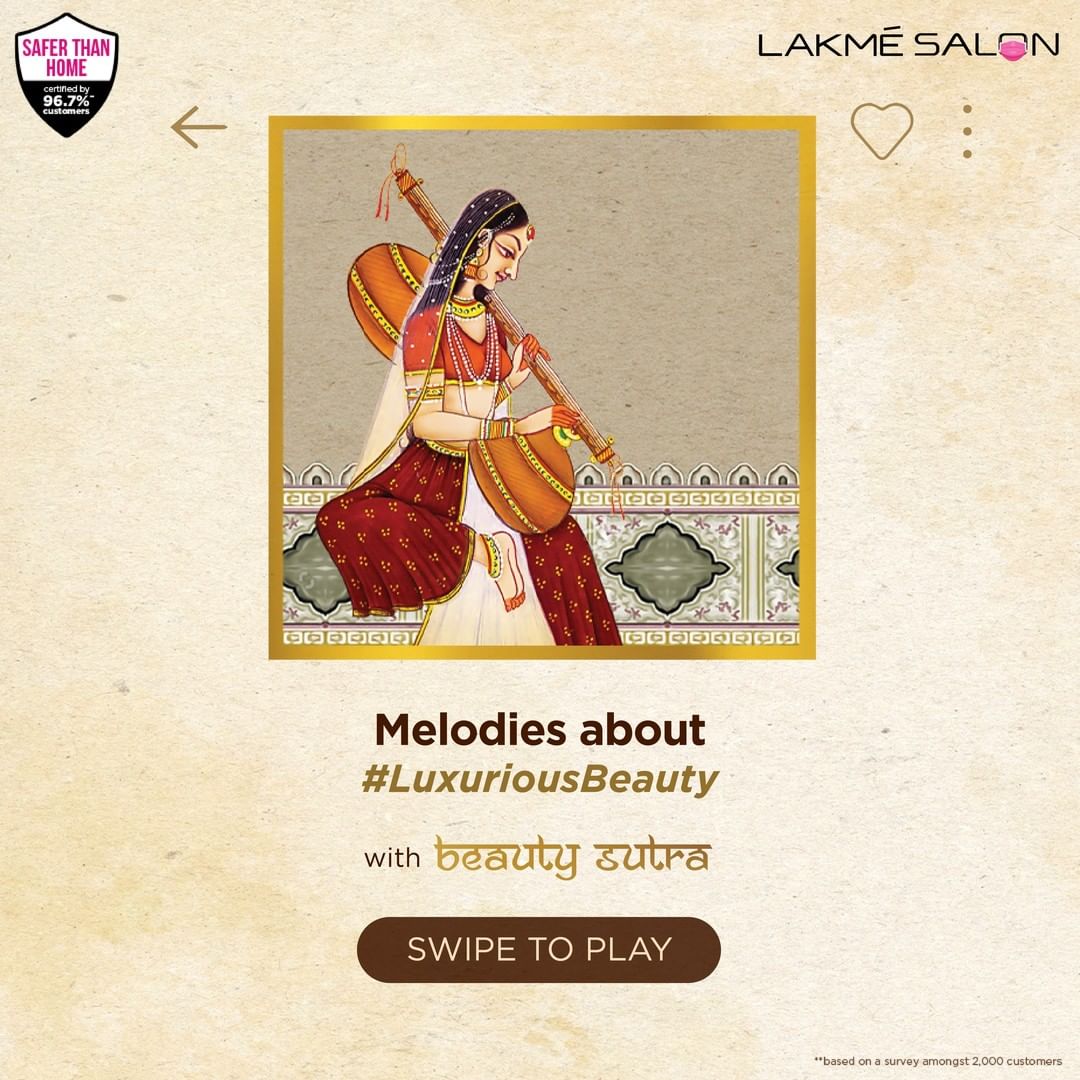 SAFER THAN
HOME
certified by
96.7%**
customers
LAKMÉ SALON
Melodies about
#LuxuriousBeauty
with beauty sutra
SWIPE TO PLAY
**based on a survey amongst 2,000 customers